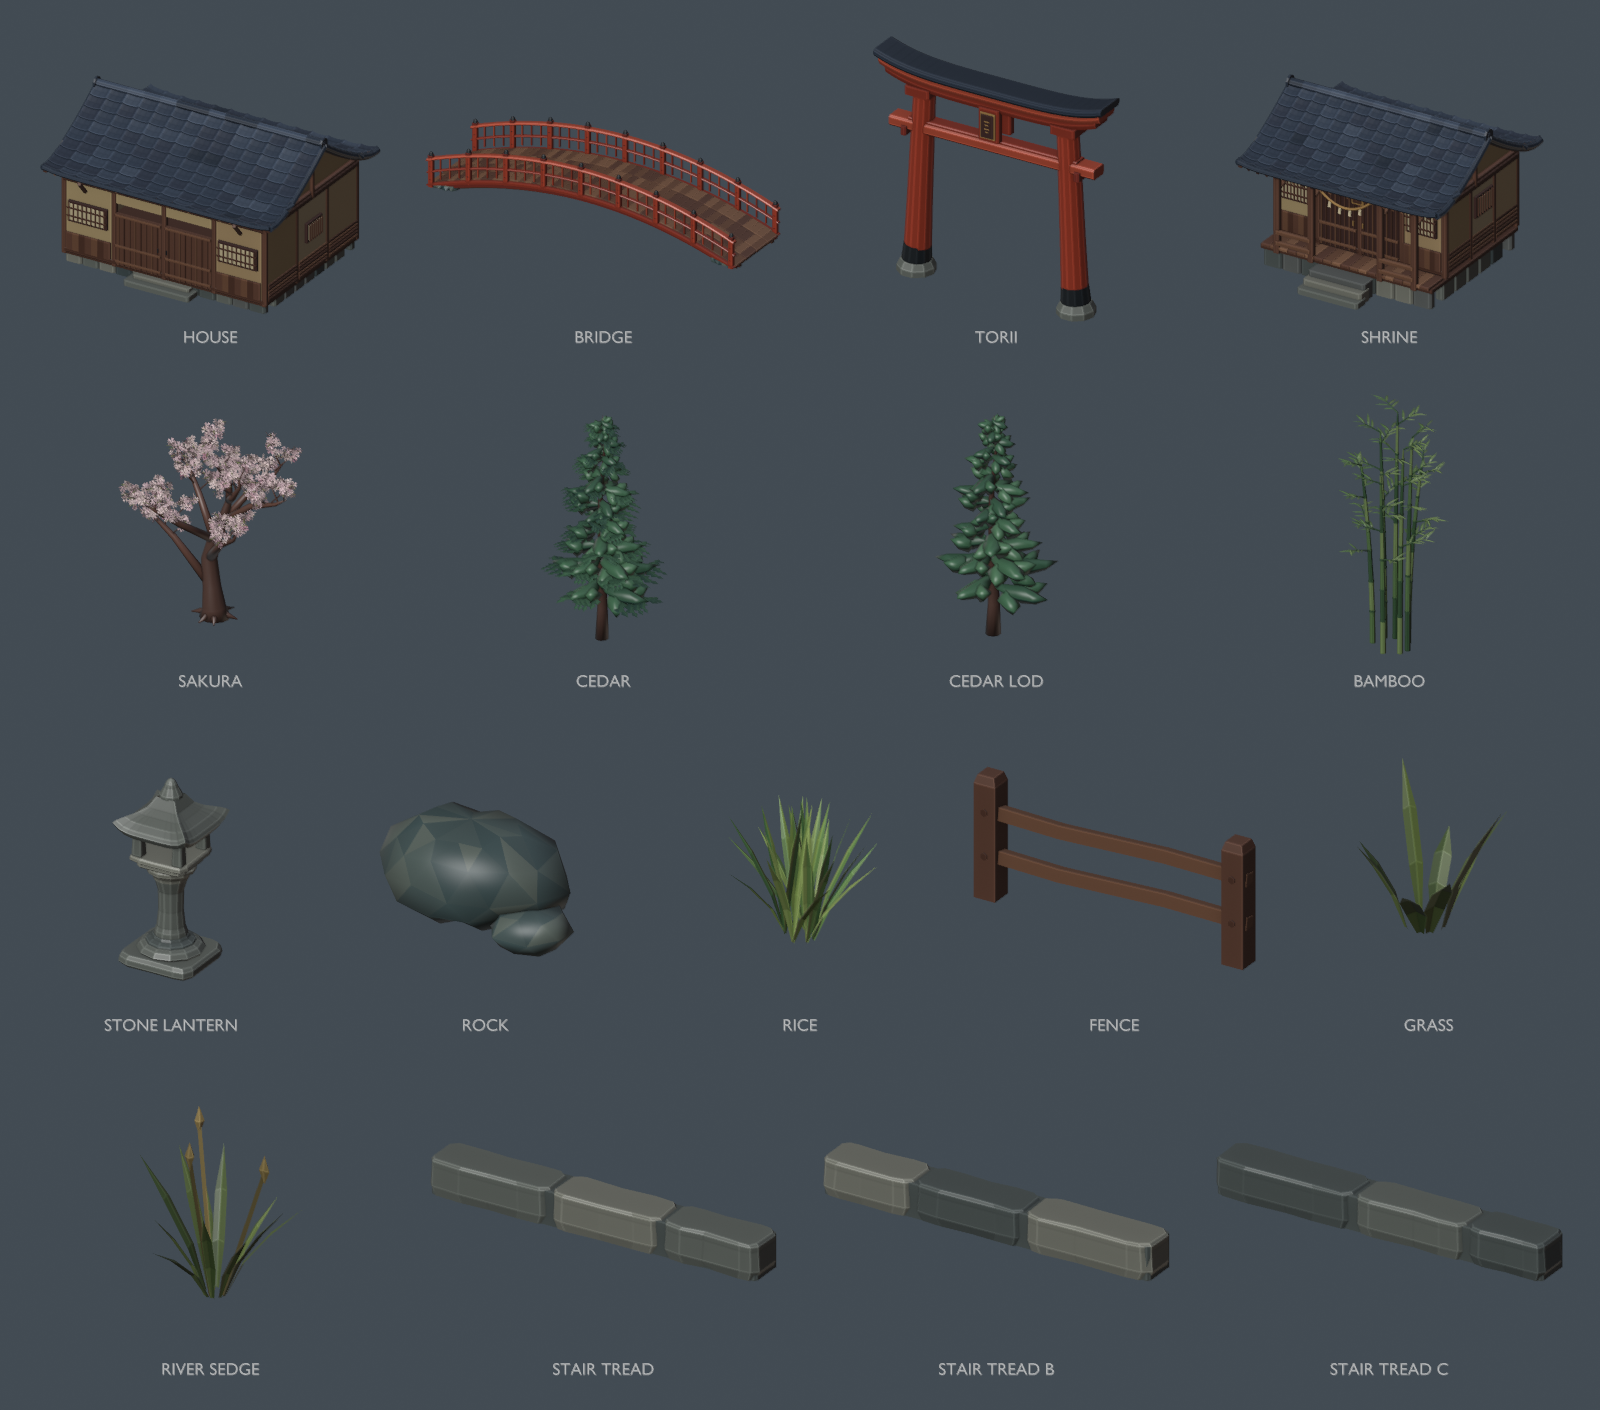 HOUSE
BRIDGE
TORII
SHRINE
SAKURA
CEDAR
CEDAR LOD
BAMBOO
STONE LANTERN
ROCK
RICE
FENCE
GRASS
RIVER SEDGE
STAIR TREAD
STAIR TREAD B
STAIR TREAD C